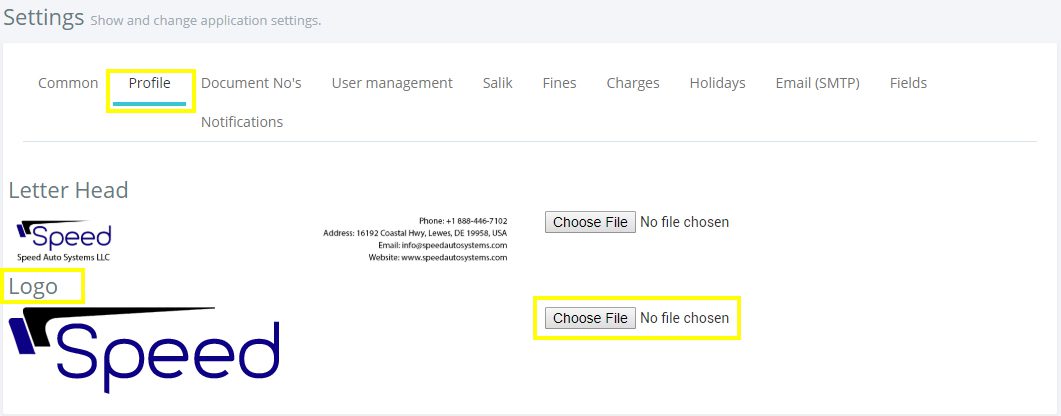 Settings Show and change application settings.
Common Profile Document No's User management Salik Fines Charges Holidays Email (SMTP) Fields
Notifications
Letter Head
Speed
Speed Auto Systems LLC
Phone: +1 888-446-7102
Address: 16192 Coastal Hwy, Lewes, DE 19958, USA
Email: info@speedautosystems.com
Website: www.speedautosystems.com
Choose File No file chosen
Logo
Speed
Choose File No file chosen